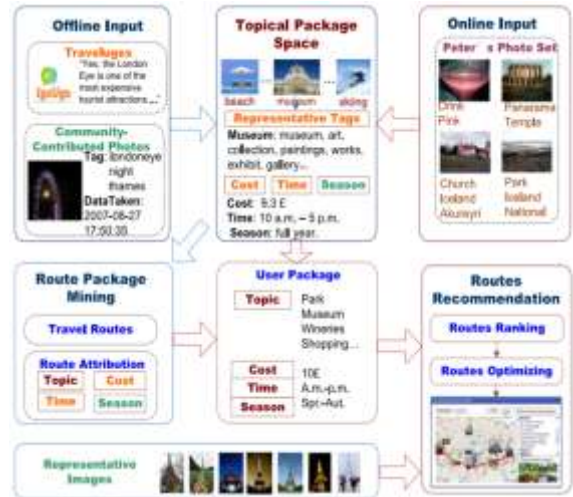 Offline Input
Travelogues
"Yes, the London
Eye is one of the
most expensive
tourist attractions ..."
Community-
Contributed Photos
Tag: londoneye
night
thames
DataTaken:
2007-08-27
17:50:35
Topical Package
Space
beach ... museum ... skiing
Representative Tags
Museum: museum, art,
collection, paintings, works,
exhibit, gallery...
Cost Time Season
Cost: 9.3 £
Time: 10 a.m. – 5 p.m.
Season: full year.
Online Input
Peter s Photo Set
Drink
Pink
Panorama
Temple
Church
Iceland
Akureyri
Park
Iceland
National
Route Package
Mining
Travel Routes
Route Attribution
Topic Cost
Time Season
User Package
Topic
Park
Museum
Wineries
Shopping...
Cost 10£
Time A.m.-p.m.
Season Spr.-Aut.
Routes
Recommendation
Routes Ranking
Routes Optimizing
Representative
Images